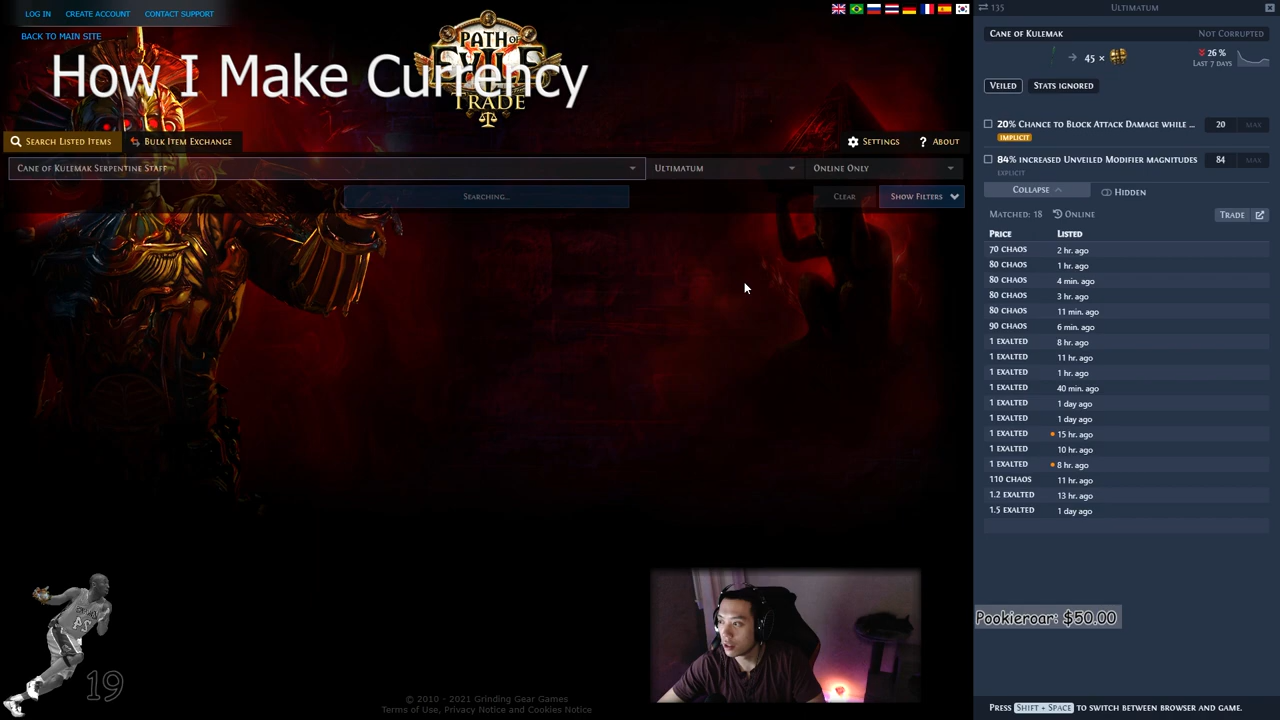 LOG IN
CREATE ACCOUNT
CONTACT SUPPORT
BACK TO MAIN SITE
PATH OF
EXILE
TRADE
How I Make Currency
SEARCH LISTED ITEMS
BULK ITEM EXCHANGE
SETTINGS
? ABOUT
CANE OF KULEMAK SERPENTINE STAFF
ULTIMATUM
ONLINE ONLY
SEARCHING...
CLEAR
SHOW FILTERS
135
ULTIMATUM
CANE OF KULEMAK
NOT CORRUPTED
45 ×
26 %
LAST 7 DAYS
VEILED
STATS IGNORED
20% CHANCE TO BLOCK ATTACK DAMAGE WHILE ...
20
MAX
IMPLICIT
84% INCREASED UNVEILED MODIFIER MAGNITUDES
84
MAX
EXPLICIT
COLLAPSE
HIDDEN
MATCHED: 18
ONLINE
TRADE
PRICE LISTED
70 CHAOS 2 hr. ago
80 CHAOS 1 hr. ago
80 CHAOS 4 min. ago
80 CHAOS 3 hr. ago
80 CHAOS 11 min. ago
90 CHAOS 6 min. ago
1 EXALTED 8 hr. ago
1 EXALTED 11 hr. ago
1 EXALTED 1 hr. ago
1 EXALTED 40 min. ago
1 EXALTED 1 day ago
1 EXALTED 1 day ago
1 EXALTED 15 hr. ago
1 EXALTED 10 hr. ago
1 EXALTED 8 hr. ago
110 CHAOS 11 hr. ago
1.2 EXALTED 13 hr. ago
1.5 EXALTED 1 day ago
Pookieroar: $50.00
19
© 2010 - 2021 Grinding Gear Games
Terms of Use, Privacy Notice and Cookies Notice
PRESS SHIFT + SPACE TO SWITCH BETWEEN BROWSER AND GAME.